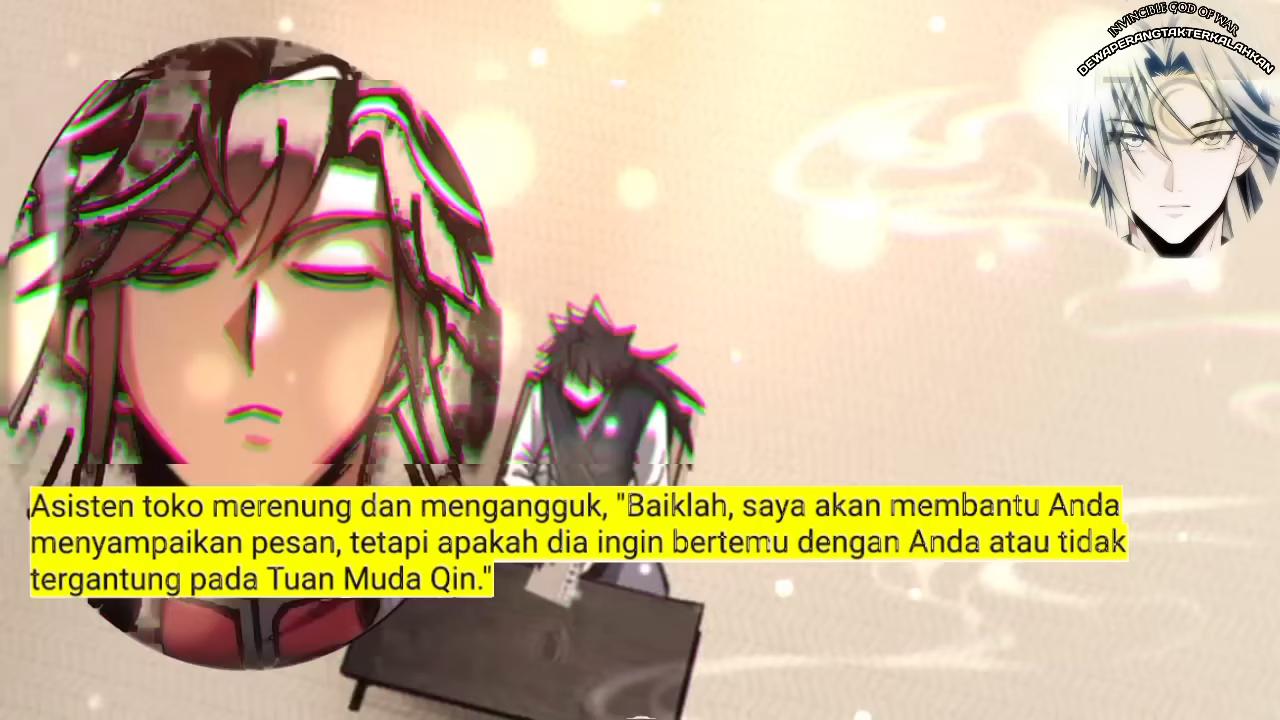 INVINCIBLE GOD OF WAR
DEWAPERANGTAKTERKALAHKAN
Asisten toko merenung dan mengangguk, "Baiklah, saya akan membantu Anda
menyampaikan pesan, tetapi apakah dia ingin bertemu dengan Anda atau tidak
tergantung pada Tuan Muda Qin."